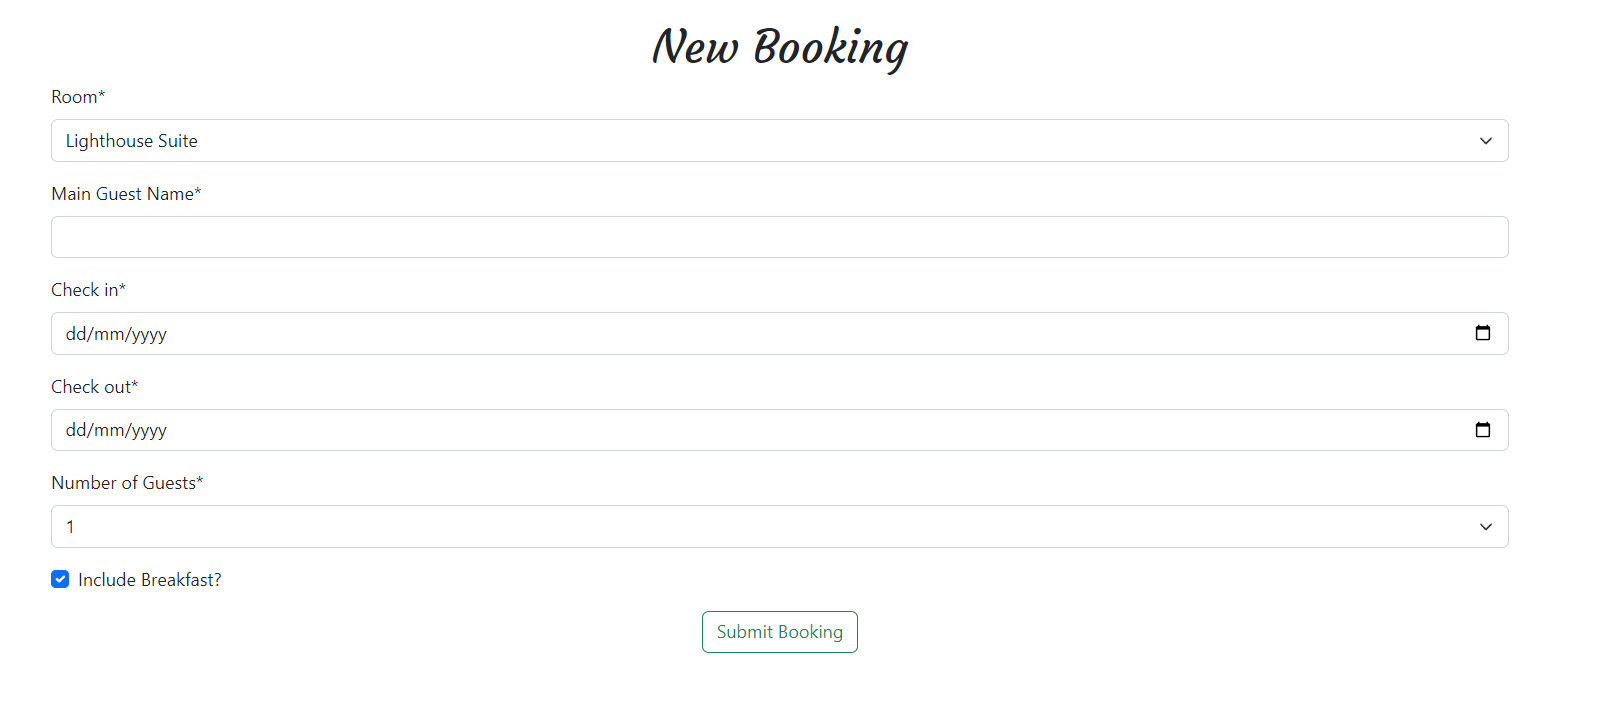 New Booking
Room*
Lighthouse Suite
Main Guest Name*
Check in*
dd/mm/yyyy
Check out*
dd/mm/yyyy
Number of Guests*
1
Include Breakfast?
Submit Booking